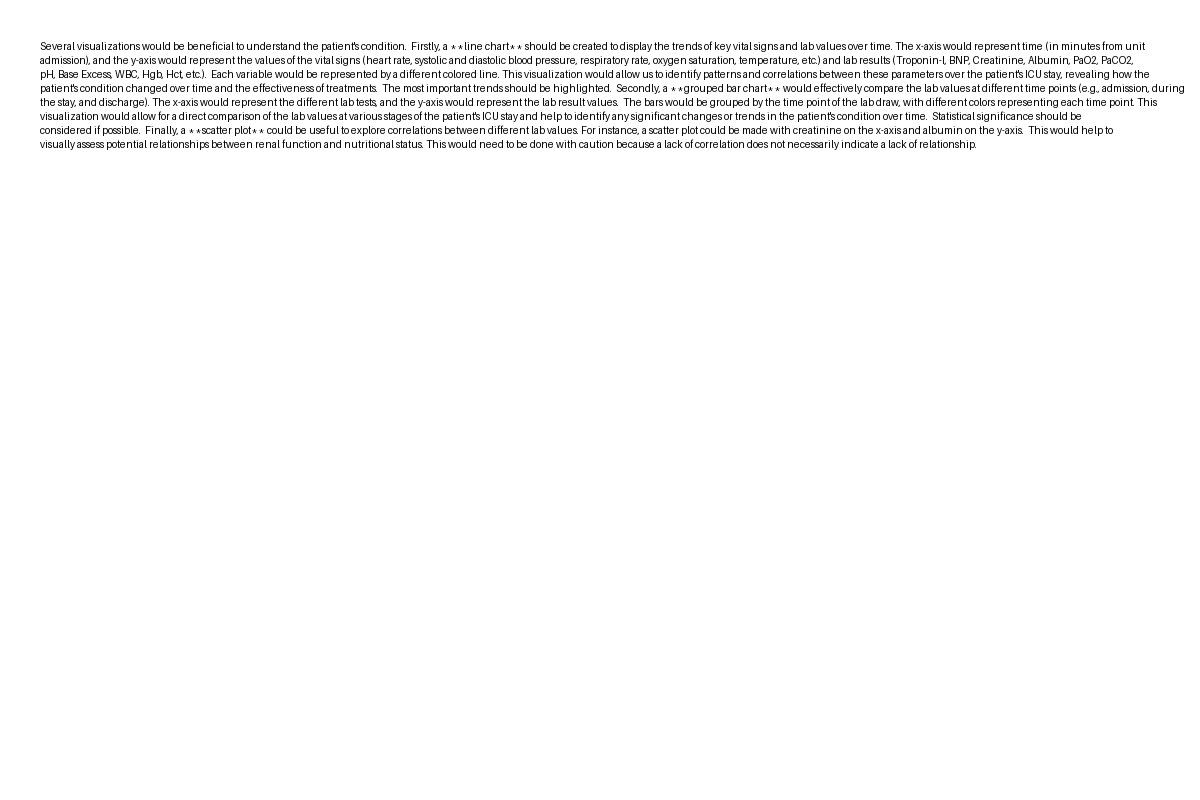 Several visualizations would be beneficial to understand the patient's condition.  Firstly, a **line chart** should be created to display the trends of key vital signs and lab values over time. The x-axis would represent time (in minutes from unit
admission), and the y-axis would represent the values of the vital signs (heart rate, systolic and diastolic blood pressure, respiratory rate, oxygen saturation, temperature, etc.) and lab results (Troponin-I, BNP, Creatinine, Albumin, PaO2, PaCO2,
pH, Base Excess, WBC, Hgb, Hct, etc.).  Each variable would be represented by a different colored line. This visualization would allow us to identify patterns and correlations between these parameters over the patient's ICU stay, revealing how the
patient's condition changed over time and the effectiveness of treatments.  The most important trends should be highlighted.  Secondly, a **grouped bar chart** would effectively compare the lab values at different time points (e.g., admission, during
the stay, and discharge). The x-axis would represent the different lab tests, and the y-axis would represent the lab result values.  The bars would be grouped by the time point of the lab draw, with different colors representing each time point. This
visualization would allow for a direct comparison of the lab values at various stages of the patient's ICU stay and help to identify any significant changes or trends in the patient's condition over time.  Statistical significance should be
considered if possible.  Finally, a **scatter plot** could be useful to explore correlations between different lab values. For instance, a scatter plot could be made with creatinine on the x-axis and albumin on the y-axis.  This would help to
visually assess potential relationships between renal function and nutritional status. This would need to be done with caution because a lack of correlation does not necessarily indicate a lack of relationship.